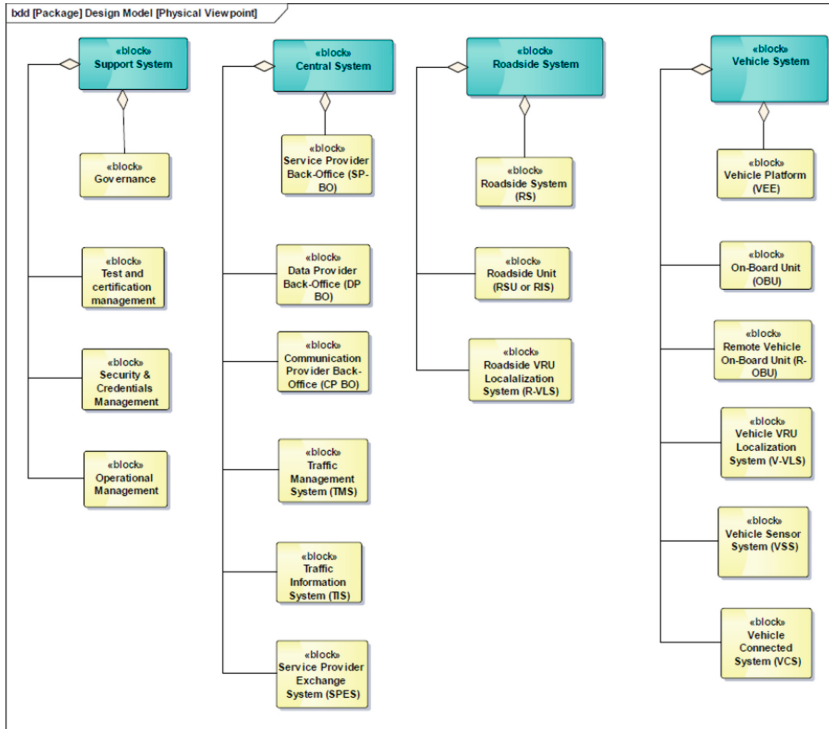 bdd [Package] Design Model [Physical Viewpoint]
«block»
Support System
«block»
Governance
«block»
Test and
certification
management
«block»
Security &
Credentials
Management
«block»
Operational
Management
«block»
Central System
«block»
Service Provider
Back-Office (SP-
BO)
«block»
Data Provider
Back-Office (DP
BO)
«block»
Communication
Provider Back-
Office (CP BO)
«block»
Traffic
Management
System (TMS)
«block»
Traffic
Information
System (TIS)
«block»
Service Provider
Exchange
System (SPES)
«block»
Roadside System
«block»
Roadside System
(RS)
«block»
Roadside Unit
(RSU or RIS)
«block»
Roadside VRU
Localalization
System (R-VLS)
«block»
Vehicle System
«block»
Vehicle Platform
(VEE)
«block»
On-Board Unit
(OBU)
«block»
Remote Vehicle
On-Board Unit (R-
OBU)
«block»
Vehicle VRU
Localization
System (V-VLS)
«block»
Vehicle Sensor
System (VSS)
«block»
Vehicle
Connected
System (VCS)